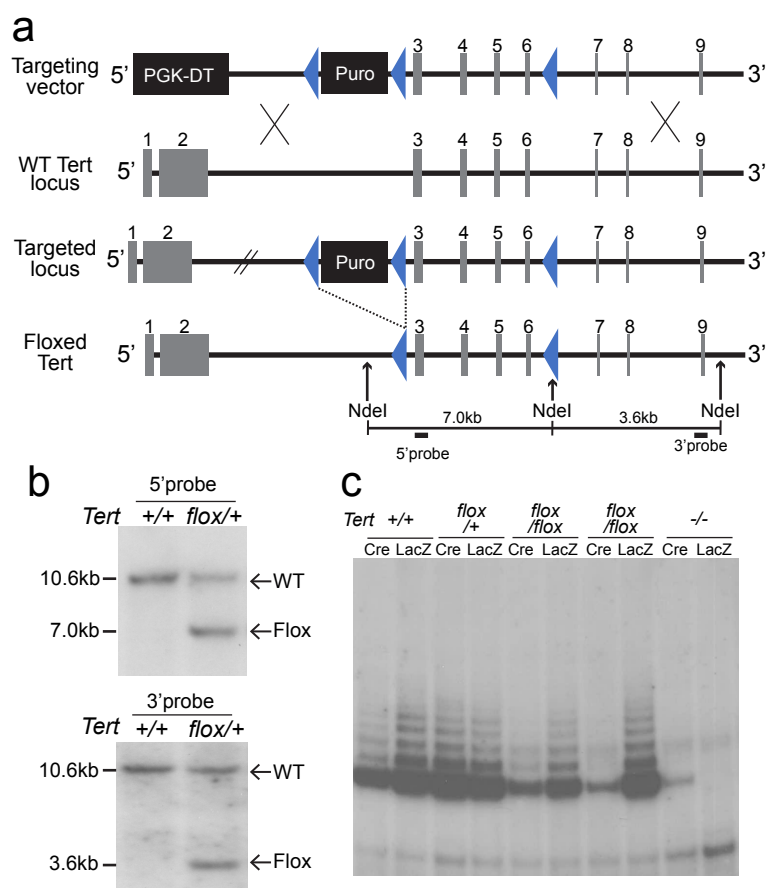 a
Targeting vector 5' PGK-DT Puro 3 4 5 6 7 8 9 3'
WT Tert locus 5' 1 2 3 4 5 6 7 8 9 3'
Targeted locus 5' 1 2 Puro 3 4 5 6 7 8 9 3'
Floxed Tert 5' 1 2 3 4 5 6 7 8 9 3'
NdeI NdeI NdeI
7.0kb 3.6kb
5'probe 3'probe
b
5'probe
Tert +/+ flox/+
10.6kb WT
7.0kb Flox
3'probe
Tert +/+ flox/+
10.6kb WT
3.6kb Flox
c
Tert +/+ flox/+ flox/flox flox/flox -/-
Cre LacZ Cre LacZ Cre LacZ Cre LacZ Cre LacZ